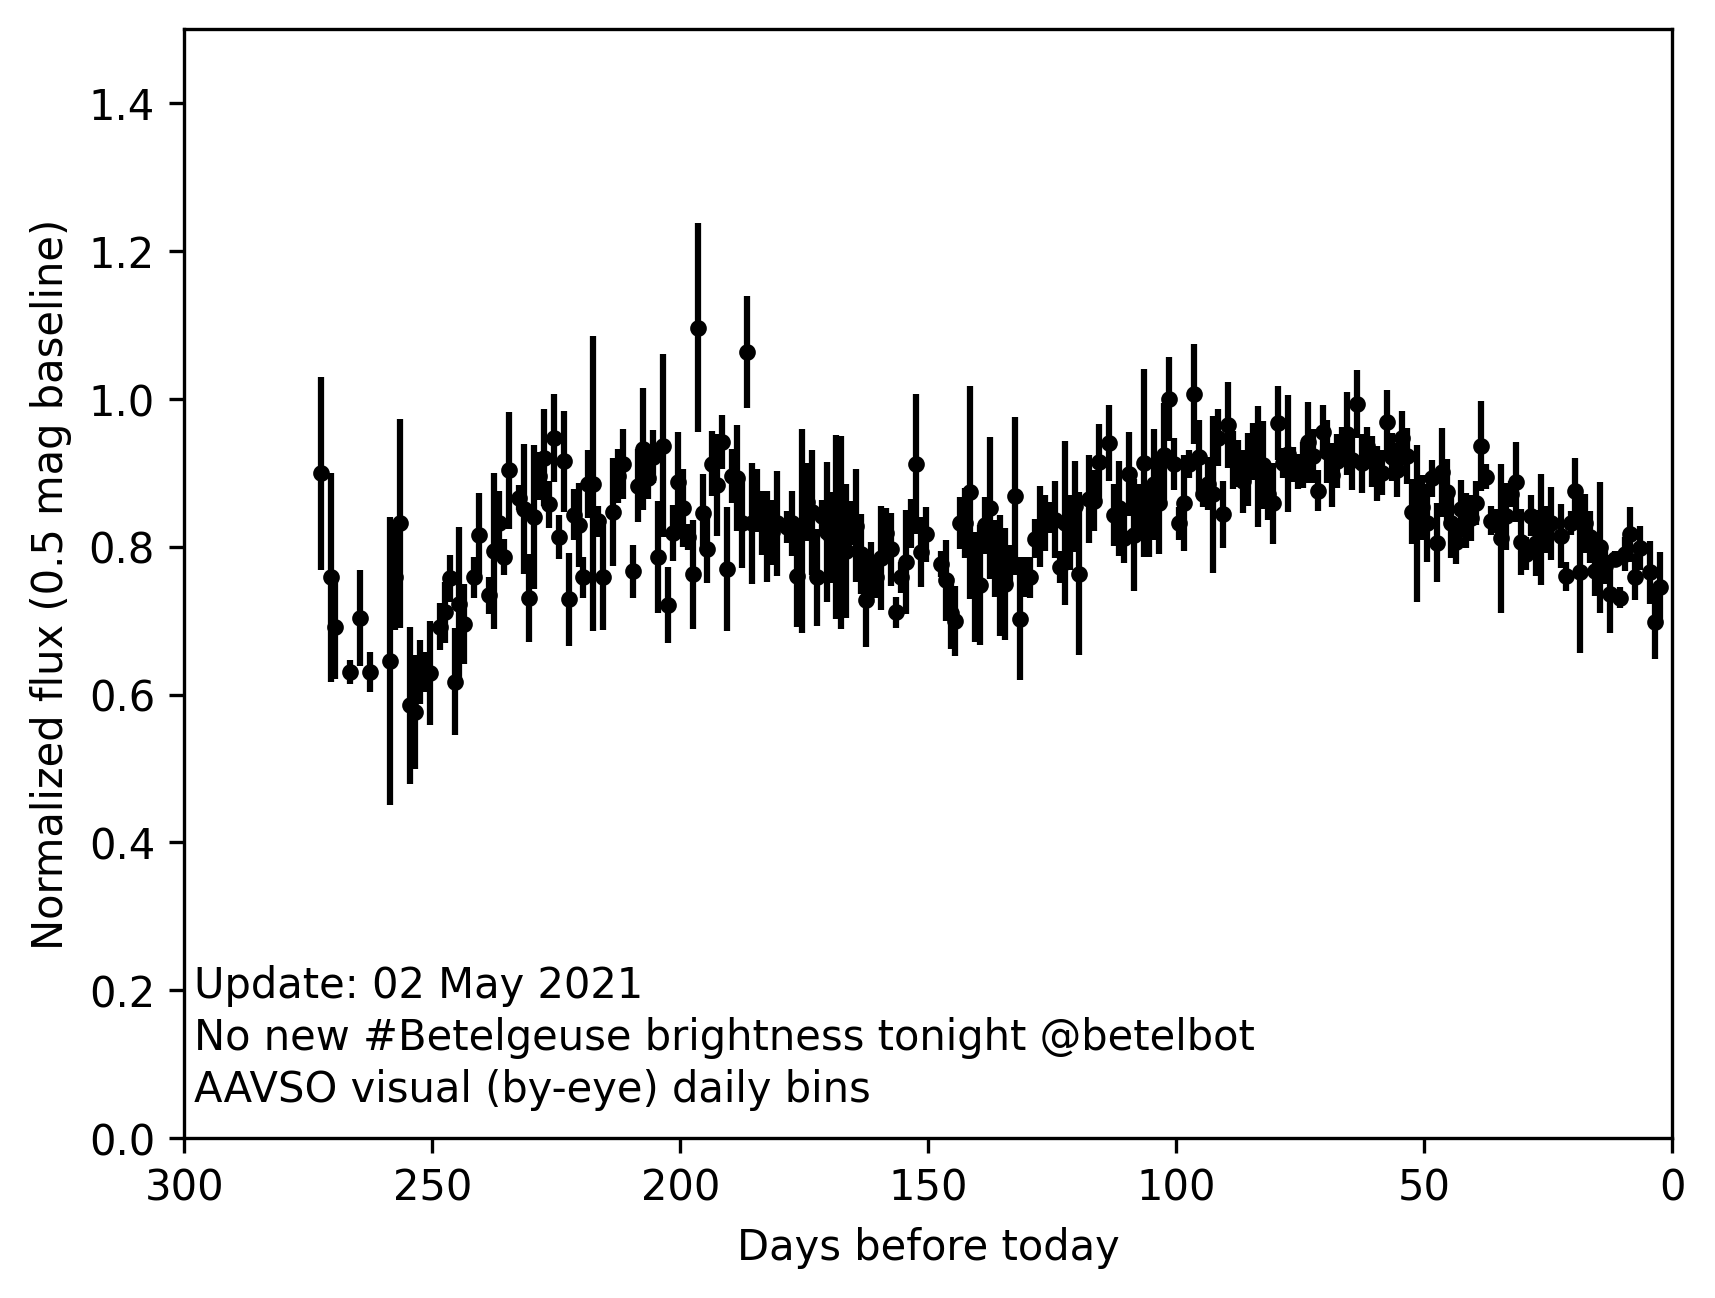 1.4
1.2
1.0
0.8
0.6
0.4
0.2
0.0
Normalized flux (0.5 mag baseline)
Update: 02 May 2021
No new #Betelgeuse brightness tonight @betelbot
AAVSO visual (by-eye) daily bins
300 250 200 150 100 50 0
Days before today